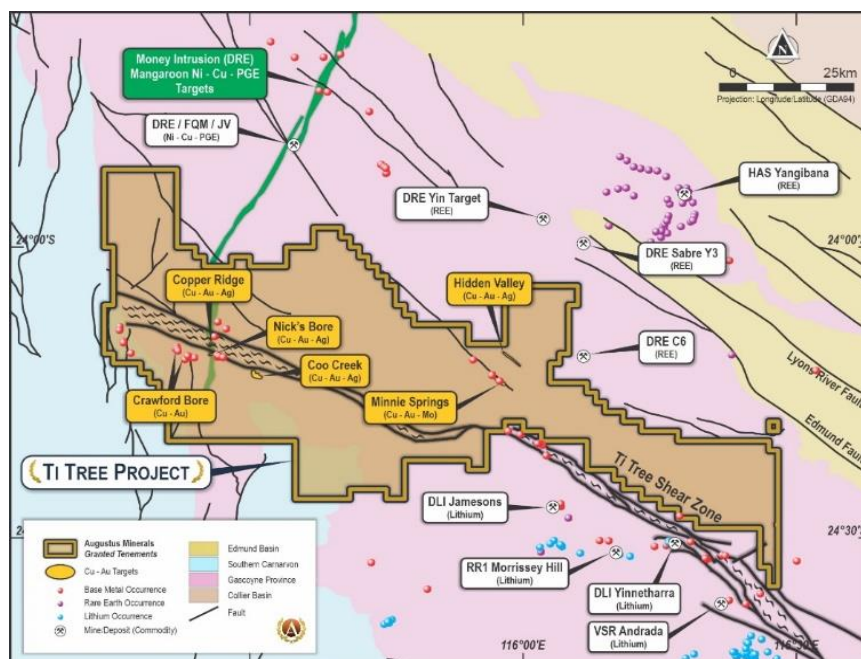 Money Intrusion (DRE)
Mangaroon Ni - Cu - PGE
Targets
N
0 25km
Projection: Longitude/Latitude (GDA94)
DRE / FQM / JV
(Ni - Cu - PGE)
DRE Yin Target
(REE)
HAS Yangibana
(REE)
24°00'S
24°00'
DRE Sabre Y3
(REE)
Copper Ridge
(Cu - Au - Ag)
Hidden Valley
(Cu - Au - Ag)
Nick's Bore
(Cu - Au - Ag)
DRE C6
(REE)
Coo Creek
(Cu - Au - Ag)
Lyons River Fault
Crawford Bore
(Cu - Au)
Minnie Springs
(Cu - Au - Mo)
Edmund Fault
TI TREE PROJECT
Ti Tree Shear Zone
DLI Jamesons
(Lithium)
24°30'
RR1 Morrissey Hill
(Lithium)
DLI Yinnetharra
(Lithium)
VSR Andrada
(Lithium)
116°00'E
Augustus Minerals
Granted Tenements
Cu - Au Targets
Base Metal Occurrence
Rare Earth Occurrence
Lithium Occurrence
Mine/Deposit (Commodity)
Edmund Basin
Southern Carnarvon
Gascoyne Province
Collier Basin
Fault
A